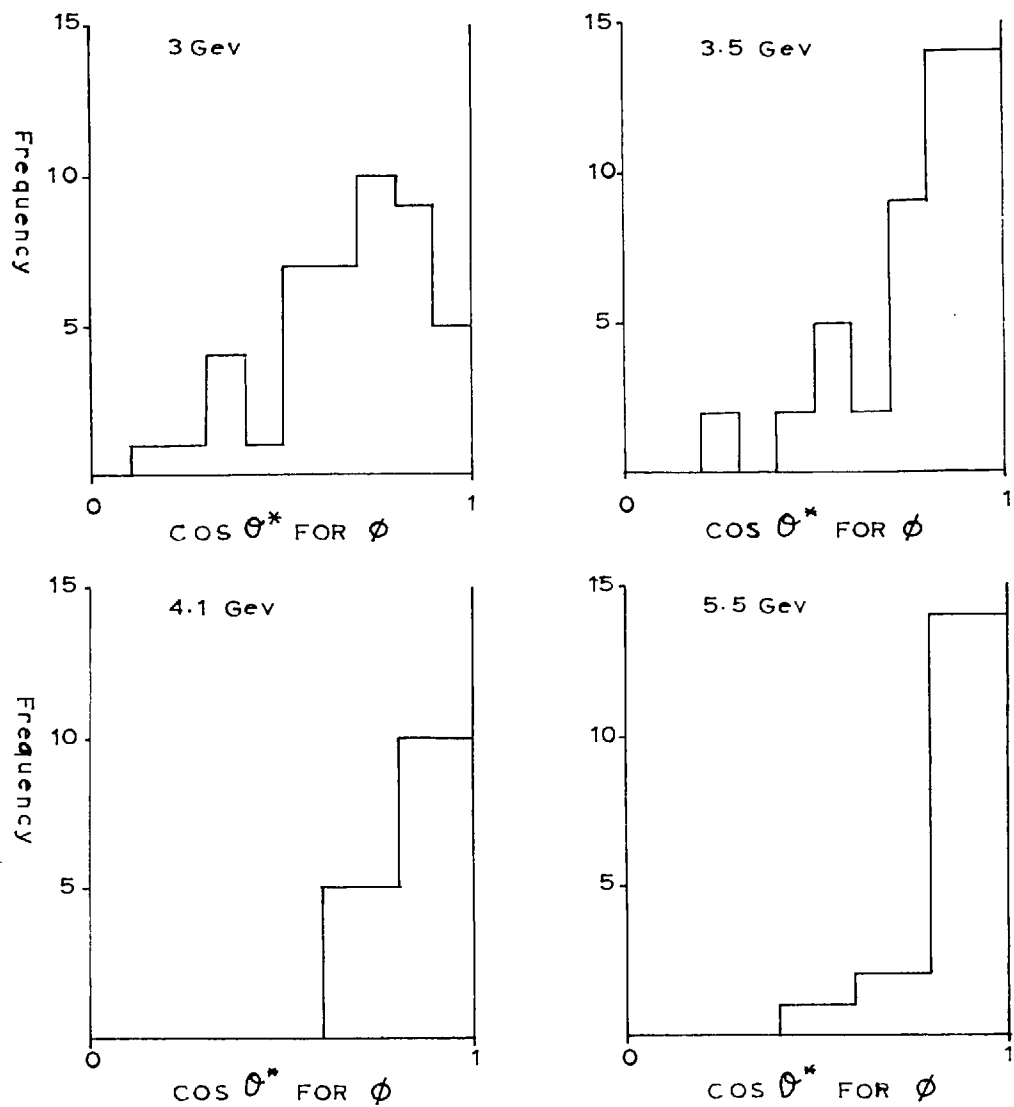 15
3 Gev
10
5
Frequency
0
1
COS θ* FOR φ
15
3.5 Gev
10
5
0
1
COS θ* FOR φ
15
4.1 Gev
10
5
Frequency
0
1
COS θ* FOR φ
15
5.5 Gev
10
5
0
1
COS θ* FOR φ